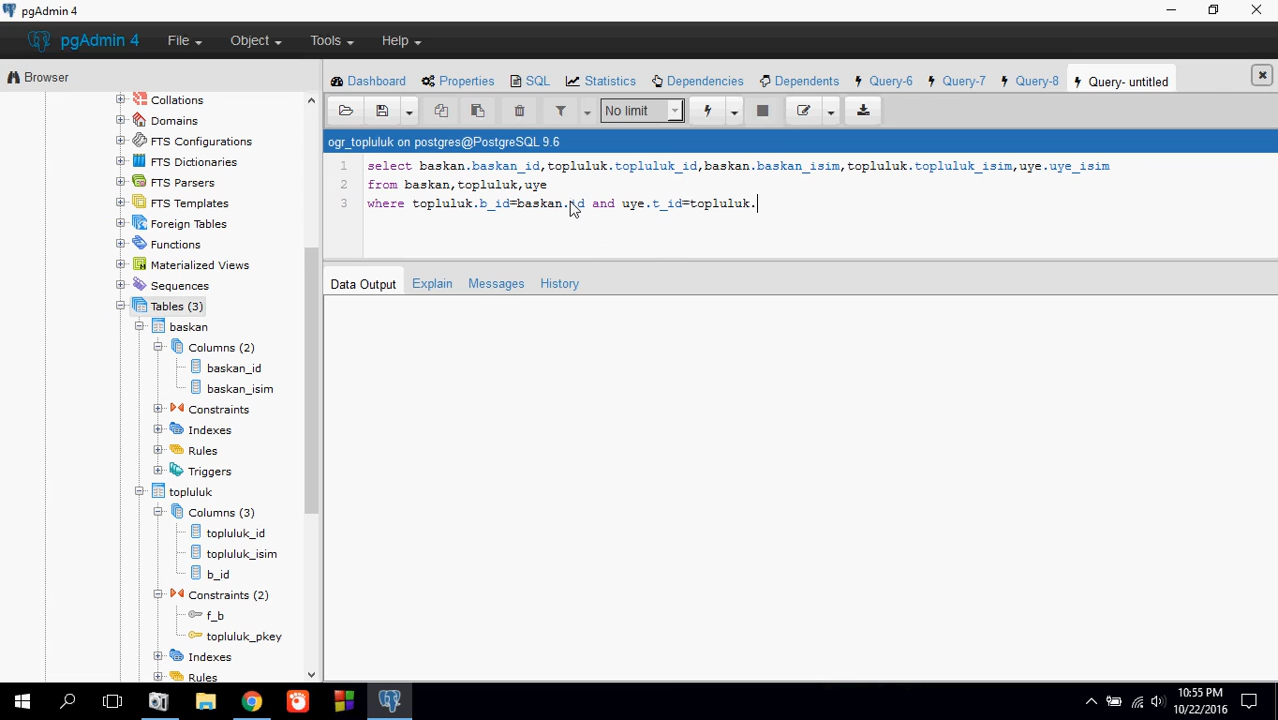 pgAdmin 4
pgAdmin 4 File Object Tools Help
Browser
Dashboard Properties SQL Statistics Dependencies Dependents Query-6 Query-7 Query-8 Query- untitled
No limit
ogr_topluluk on postgres@PostgreSQL 9.6
1 select baskan.baskan_id,topluluk.topluluk_id,baskan.baskan_isim,topluluk.topluluk_isim,uye.uye_isim
2 from baskan,topluluk,uye
3 where topluluk.b_id=baskan.id and uye.t_id=topluluk.
Data Output Explain Messages History
Collations
Domains
FTS Configurations
FTS Dictionaries
FTS Parsers
FTS Templates
Foreign Tables
Functions
Materialized Views
Sequences
Tables (3)
baskan
Columns (2)
baskan_id
baskan_isim
Constraints
Indexes
Rules
Triggers
topluluk
Columns (3)
topluluk_id
topluluk_isim
b_id
Constraints (2)
f_b
topluluk_pkey
Indexes
Rules
10:55 PM
10/22/2016